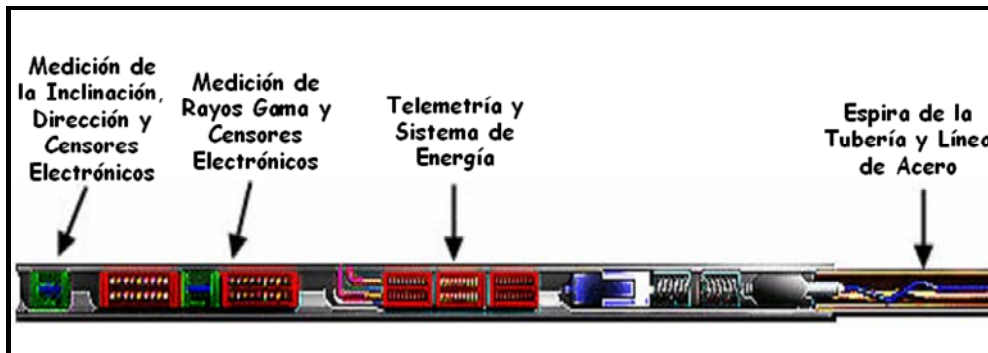 Medición de
la Inclinación,
Dirección y
Censores
Electrónicos
Medición de
Rayos Gama y
Censores
Electrónicos
Telemetría y
Sistema de
Energía
Espira de la
Tubería y Línea
de Acero